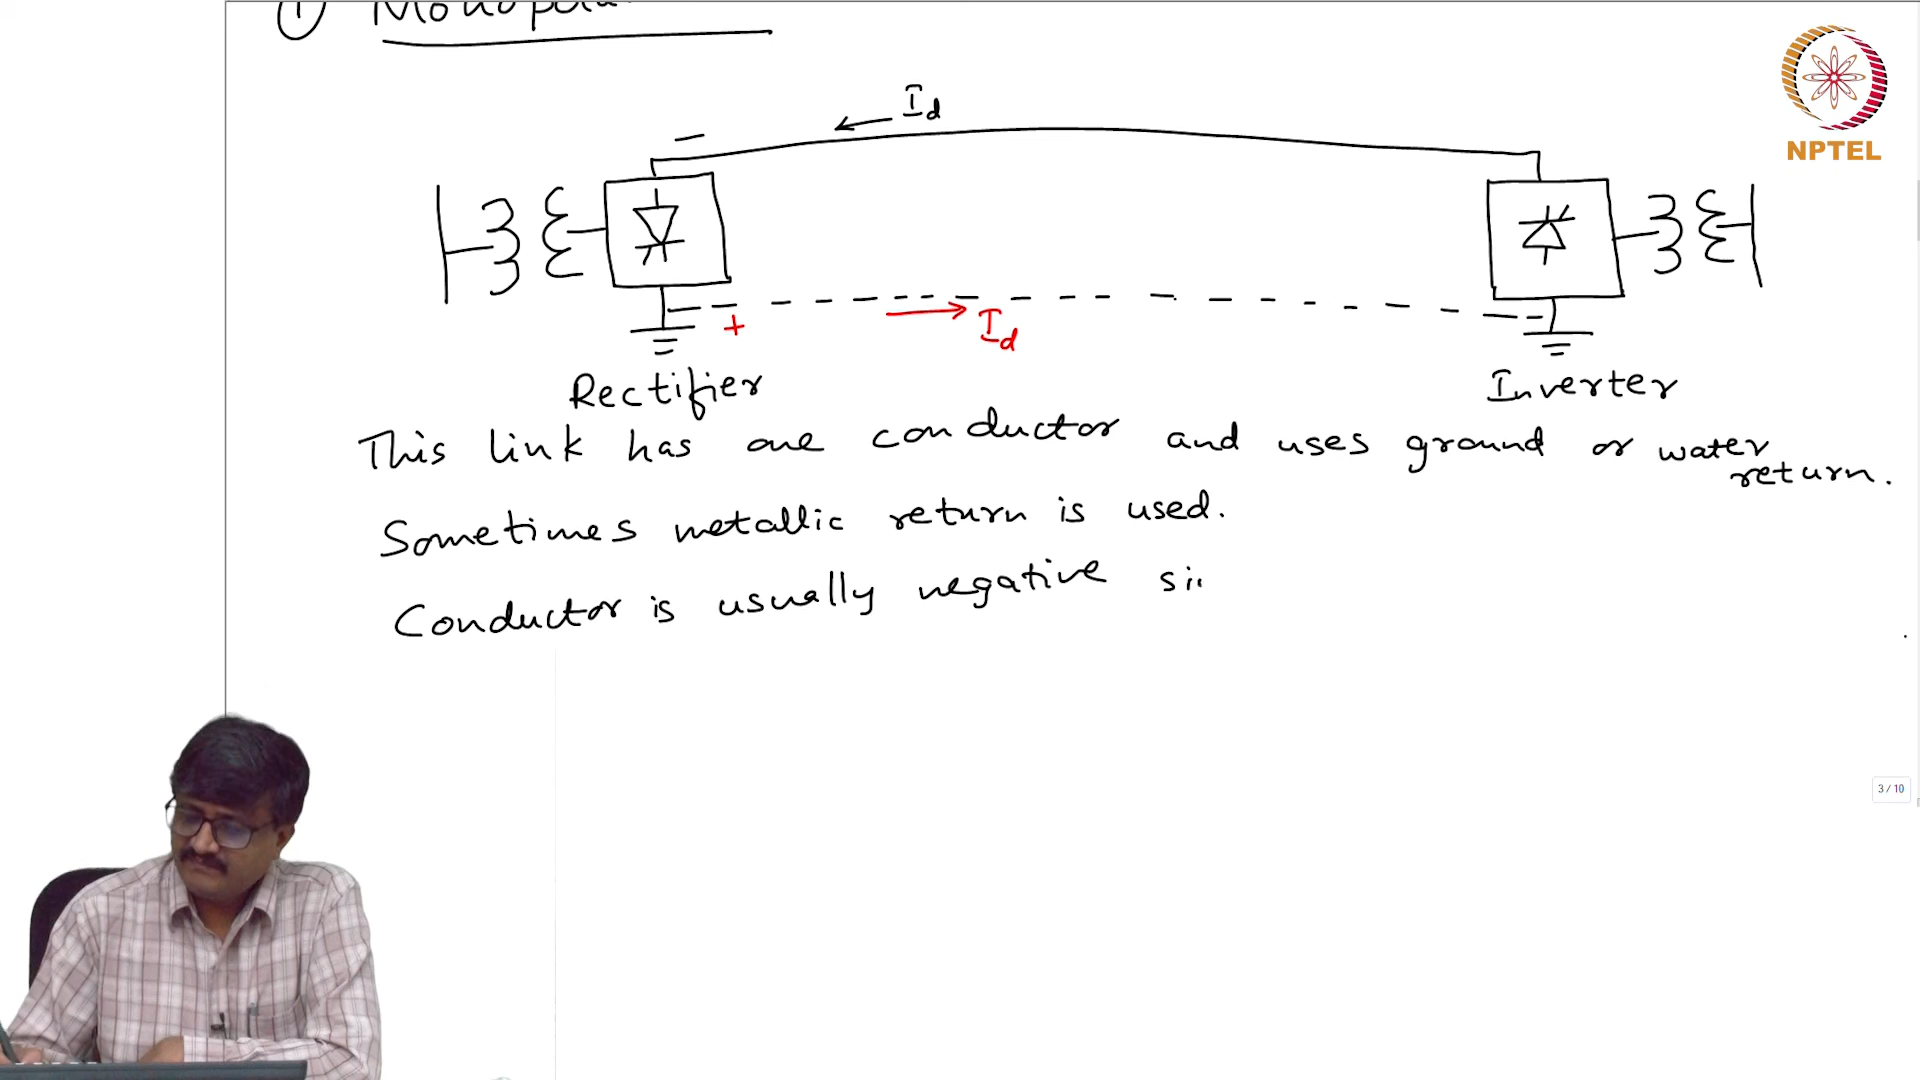 ①
NPTEL
I_d
−
+
I_d
Rectifier
Inverter
This link has one conductor and uses ground or water return.
Sometimes metallic return is used.
Conductor is usually negative
3 / 10